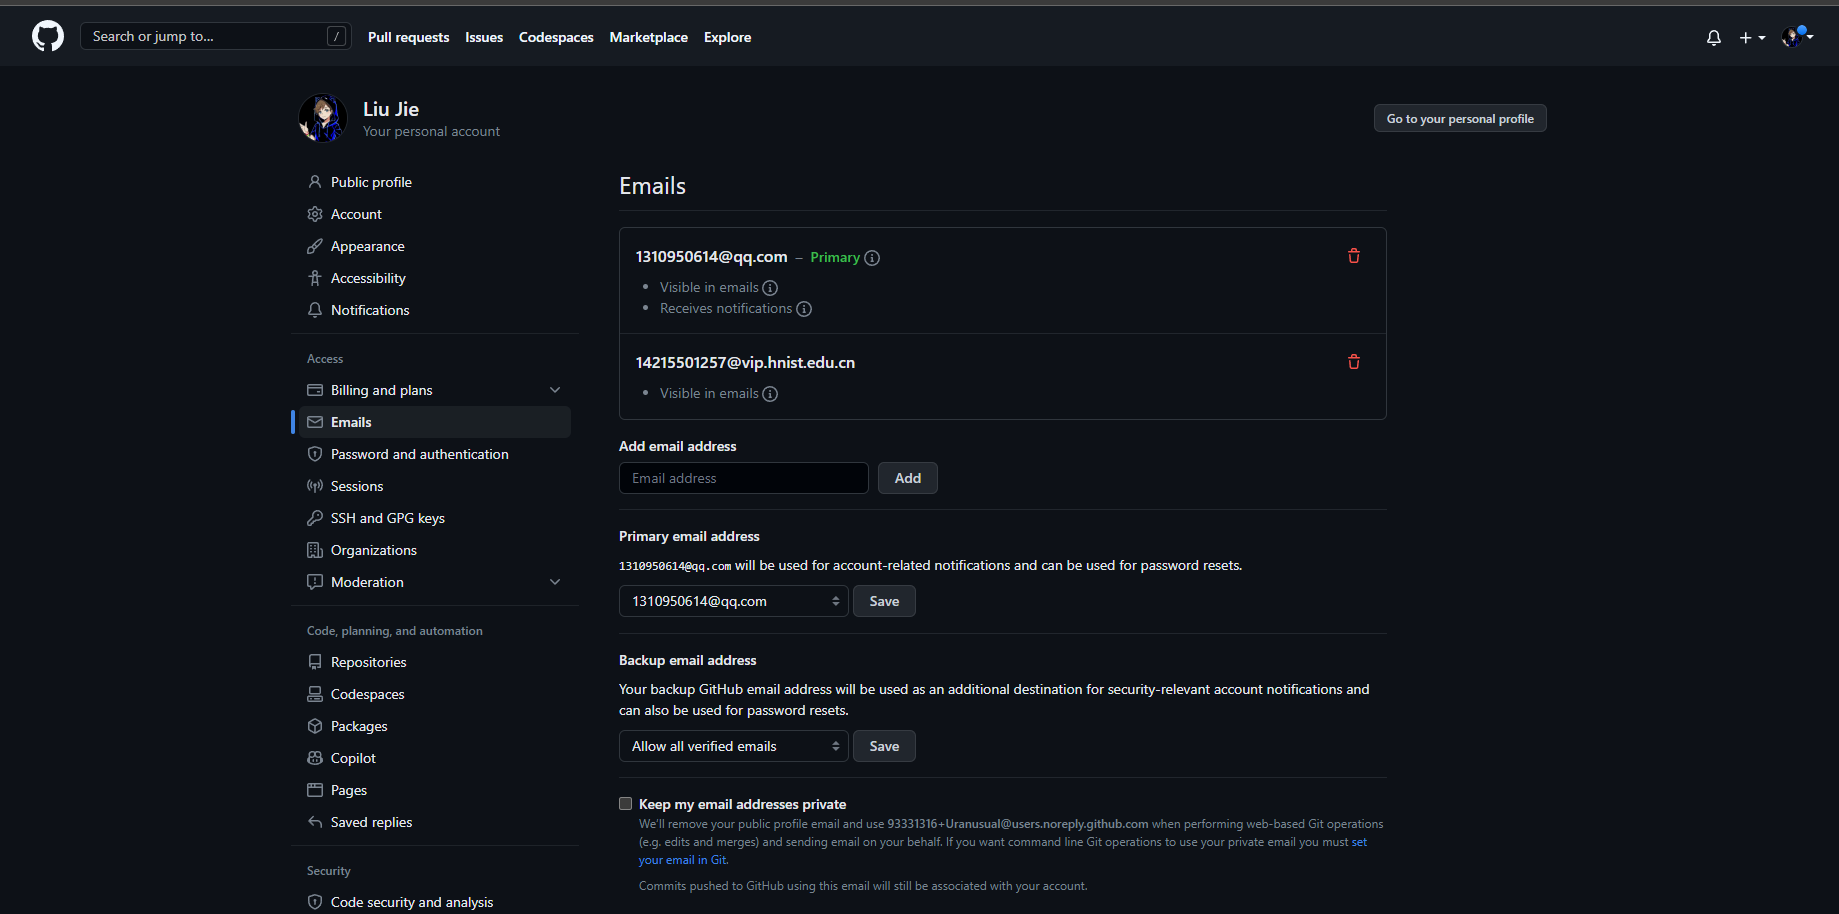 Search or jump to... /
Pull requests Issues Codespaces Marketplace Explore
Liu Jie
Your personal account
Go to your personal profile
Public profile
Account
Appearance
Accessibility
Notifications
Access
Billing and plans
Emails
Password and authentication
Sessions
SSH and GPG keys
Organizations
Moderation
Code, planning, and automation
Repositories
Codespaces
Packages
Copilot
Pages
Saved replies
Security
Code security and analysis
Emails
1310950614@qq.com – Primary
Visible in emails
Receives notifications
14215501257@vip.hnist.edu.cn
Visible in emails
Add email address
Email address Add
Primary email address
1310950614@qq.com will be used for account-related notifications and can be used for password resets.
1310950614@qq.com Save
Backup email address
Your backup GitHub email address will be used as an additional destination for security-relevant account notifications and
can also be used for password resets.
Allow all verified emails Save
Keep my email addresses private
We'll remove your public profile email and use 93331316+Uranusual@users.noreply.github.com when performing web-based Git operations
(e.g. edits and merges) and sending email on your behalf. If you want command line Git operations to use your private email you must set
your email in Git.
Commits pushed to GitHub using this email will still be associated with your account.